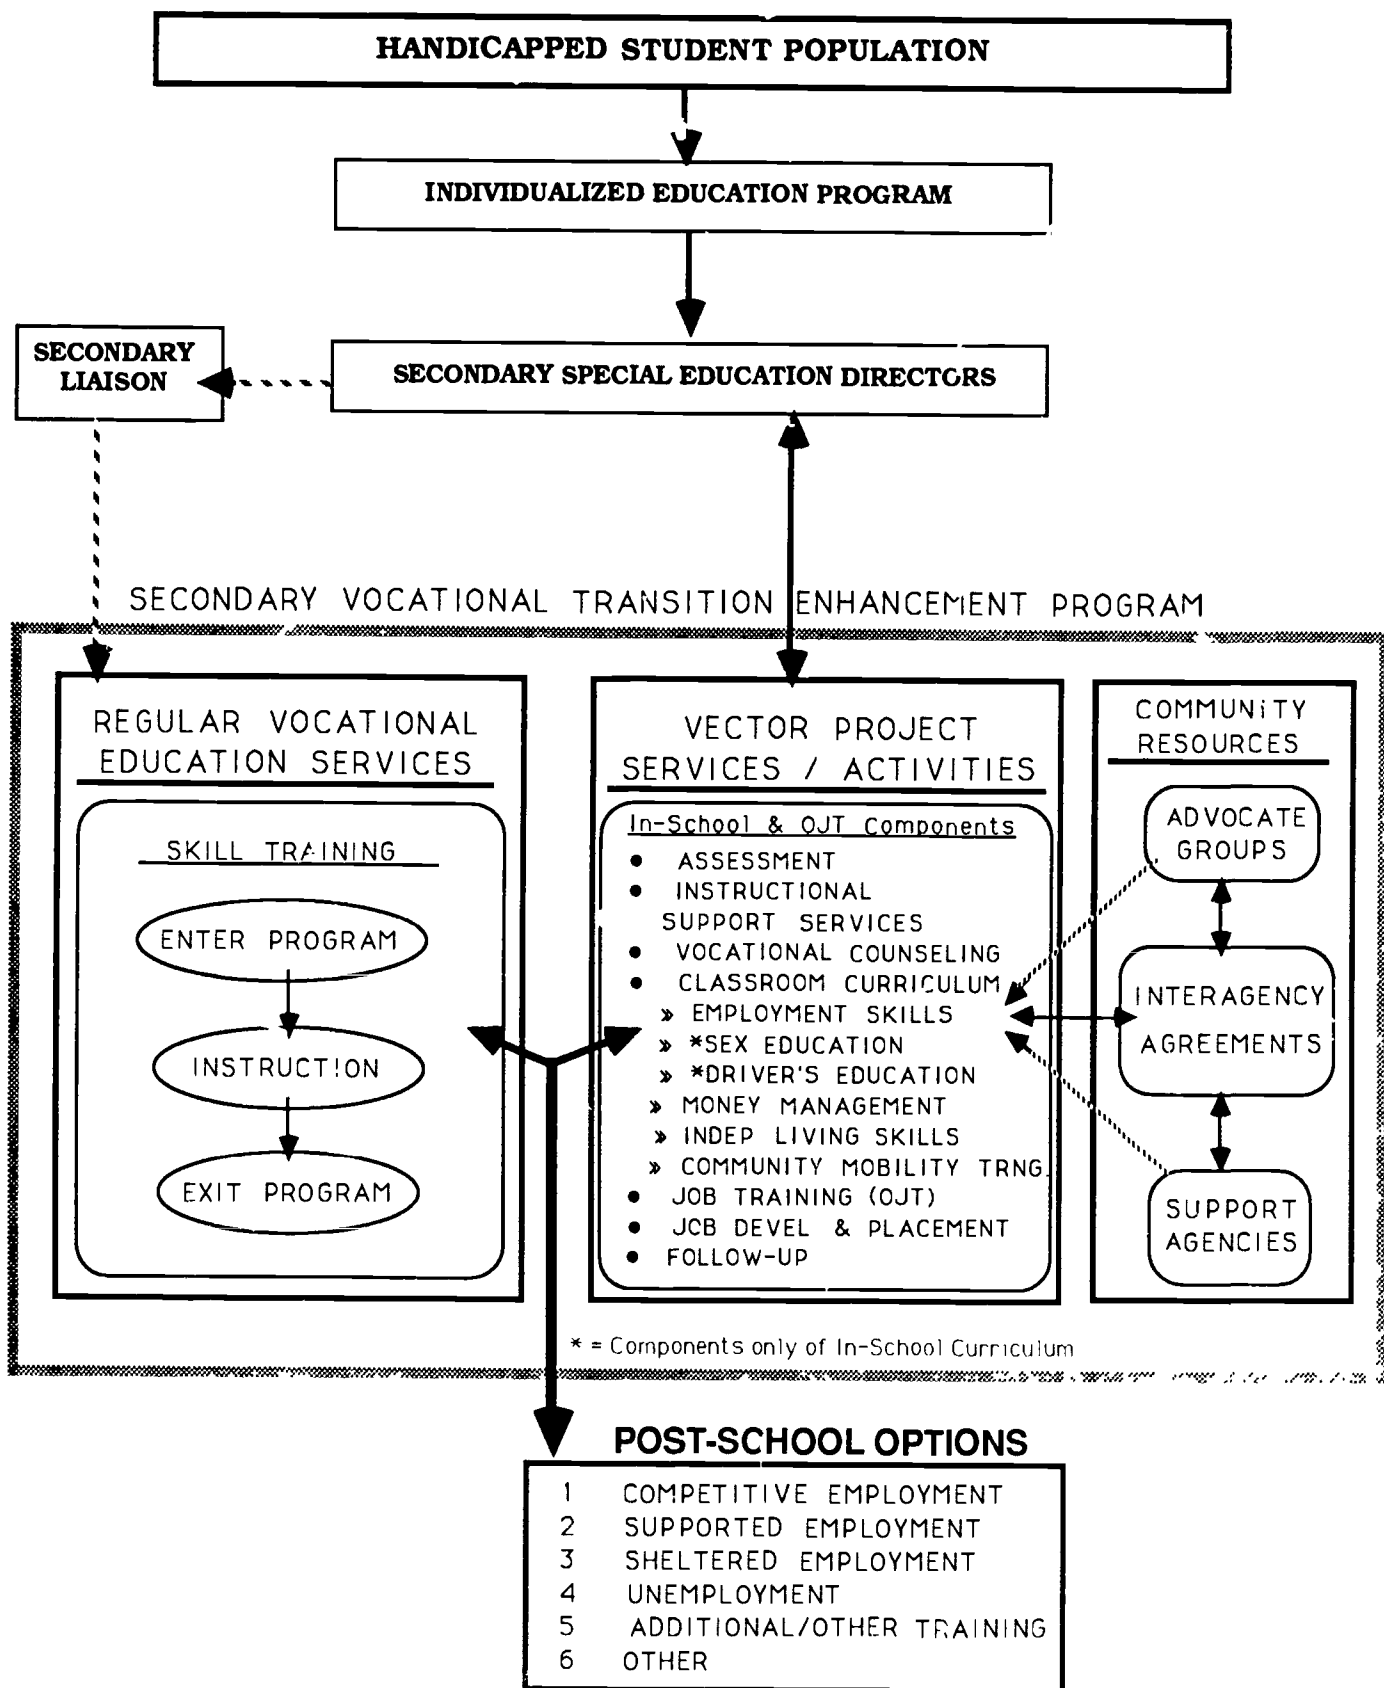 HANDICAPPED STUDENT POPULATION
INDIVIDUALIZED EDUCATION PROGRAM
SECONDARY
LIAISON
SECONDARY SPECIAL EDUCATION DIRECTORS
SECONDARY VOCATIONAL TRANSITION ENHANCEMENT PROGRAM
REGULAR VOCATIONAL
EDUCATION SERVICES
SKILL TRAINING
ENTER PROGRAM
INSTRUCTION
EXIT PROGRAM
VECTOR PROJECT
SERVICES / ACTIVITIES
In-School & OJT Components
● ASSESSMENT
● INSTRUCTIONAL
SUPPORT SERVICES
● VOCATIONAL COUNSELING
● CLASSROOM CURRICULUM
» EMPLOYMENT SKILLS
» *SEX EDUCATION
» *DRIVER'S EDUCATION
» MONEY MANAGEMENT
» INDEP LIVING SKILLS
» COMMUNITY MOBILITY TRNG.
● JOB TRAINING (OJT)
● JOB DEVEL & PLACEMENT
● FOLLOW-UP
COMMUNITY
RESOURCES
ADVOCATE
GROUPS
INTERAGENCY
AGREEMENTS
SUPPORT
AGENCIES
* = Components only of In-School Curriculum
POST-SCHOOL OPTIONS
1 COMPETITIVE EMPLOYMENT
2 SUPPORTED EMPLOYMENT
3 SHELTERED EMPLOYMENT
4 UNEMPLOYMENT
5 ADDITIONAL/OTHER TRAINING
6 OTHER